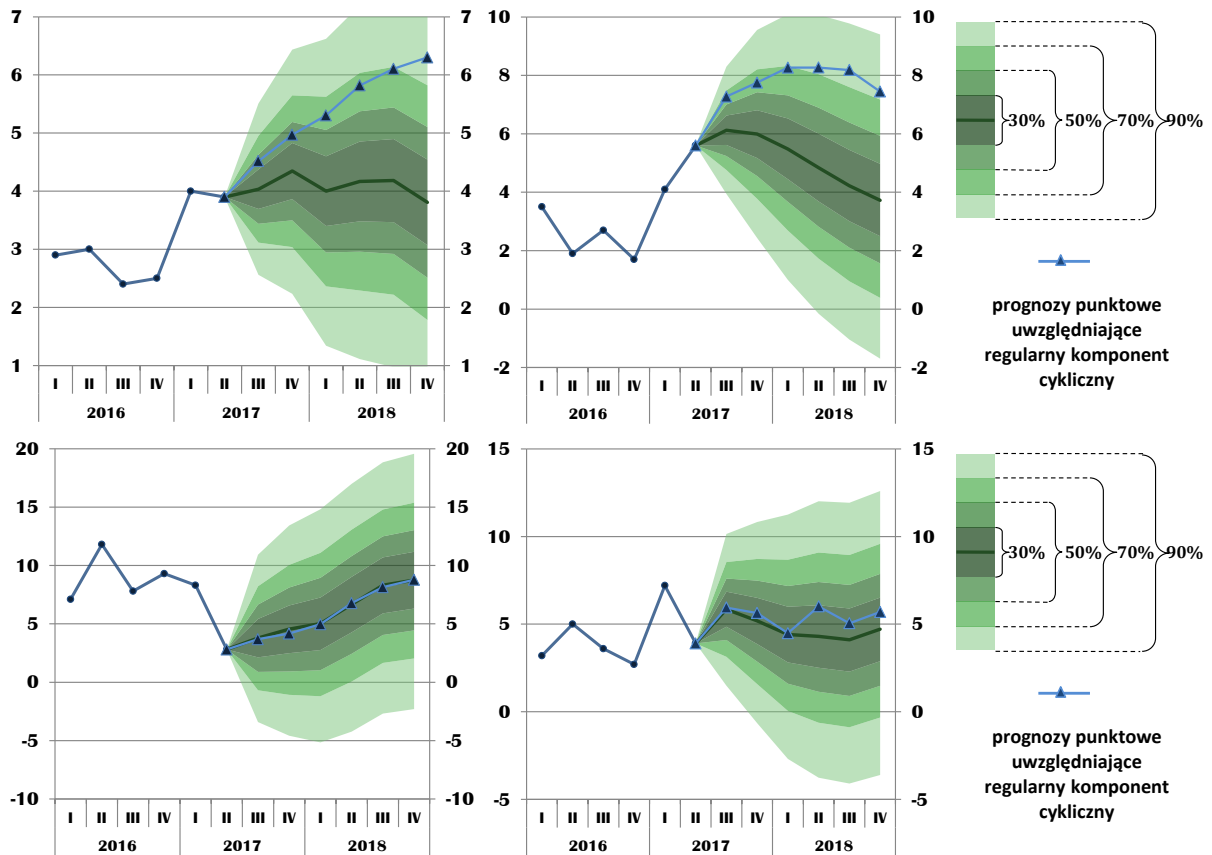 7 7 10 10
6 6 8 8
5 5 6 6
4 4 4 4
3 3 2 2
2 2 0 0
1 1 -2 -2
I II III IV I II III IV I II III IV
2016 2017 2018
I II III IV I II III IV I II III IV
2016 2017 2018
30% 50% 70% 90%
prognozy punktowe
uwzględniające
regularny komponent
cykliczny
20 20 15 15
15 15
10 10 10 10
5 5 5 5
0 0 0 0
-5 -5
-10 -10 -5 -5
I II III IV I II III IV I II III IV
2016 2017 2018
I II III IV I II III IV I II III IV
2016 2017 2018
30% 50% 70% 90%
prognozy punktowe
uwzględniające
regularny komponent
cykliczny